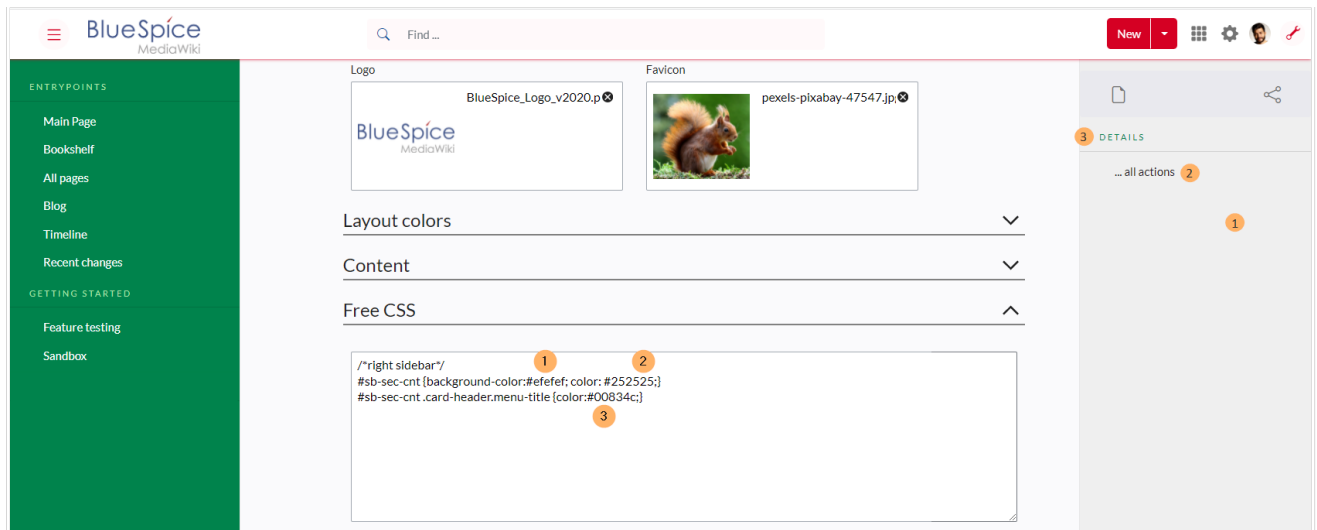 BlueSpice
MediaWiki
Find ...
New
ENTRYPOINTS
Main Page
Bookshelf
All pages
Blog
Timeline
Recent changes
GETTING STARTED
Feature testing
Sandbox
Logo
BlueSpice_Logo_v2020.p
BlueSpice
MediaWiki
Favicon
pexels-pixabay-47547.jp
Layout colors
Content
Free CSS
1 2
/*right sidebar*/
#sb-sec-cnt {background-color:#efefef; color: #252525;}
#sb-sec-cnt .card-header.menu-title {color:#00834c;}
3
3 DETAILS
... all actions 2
1